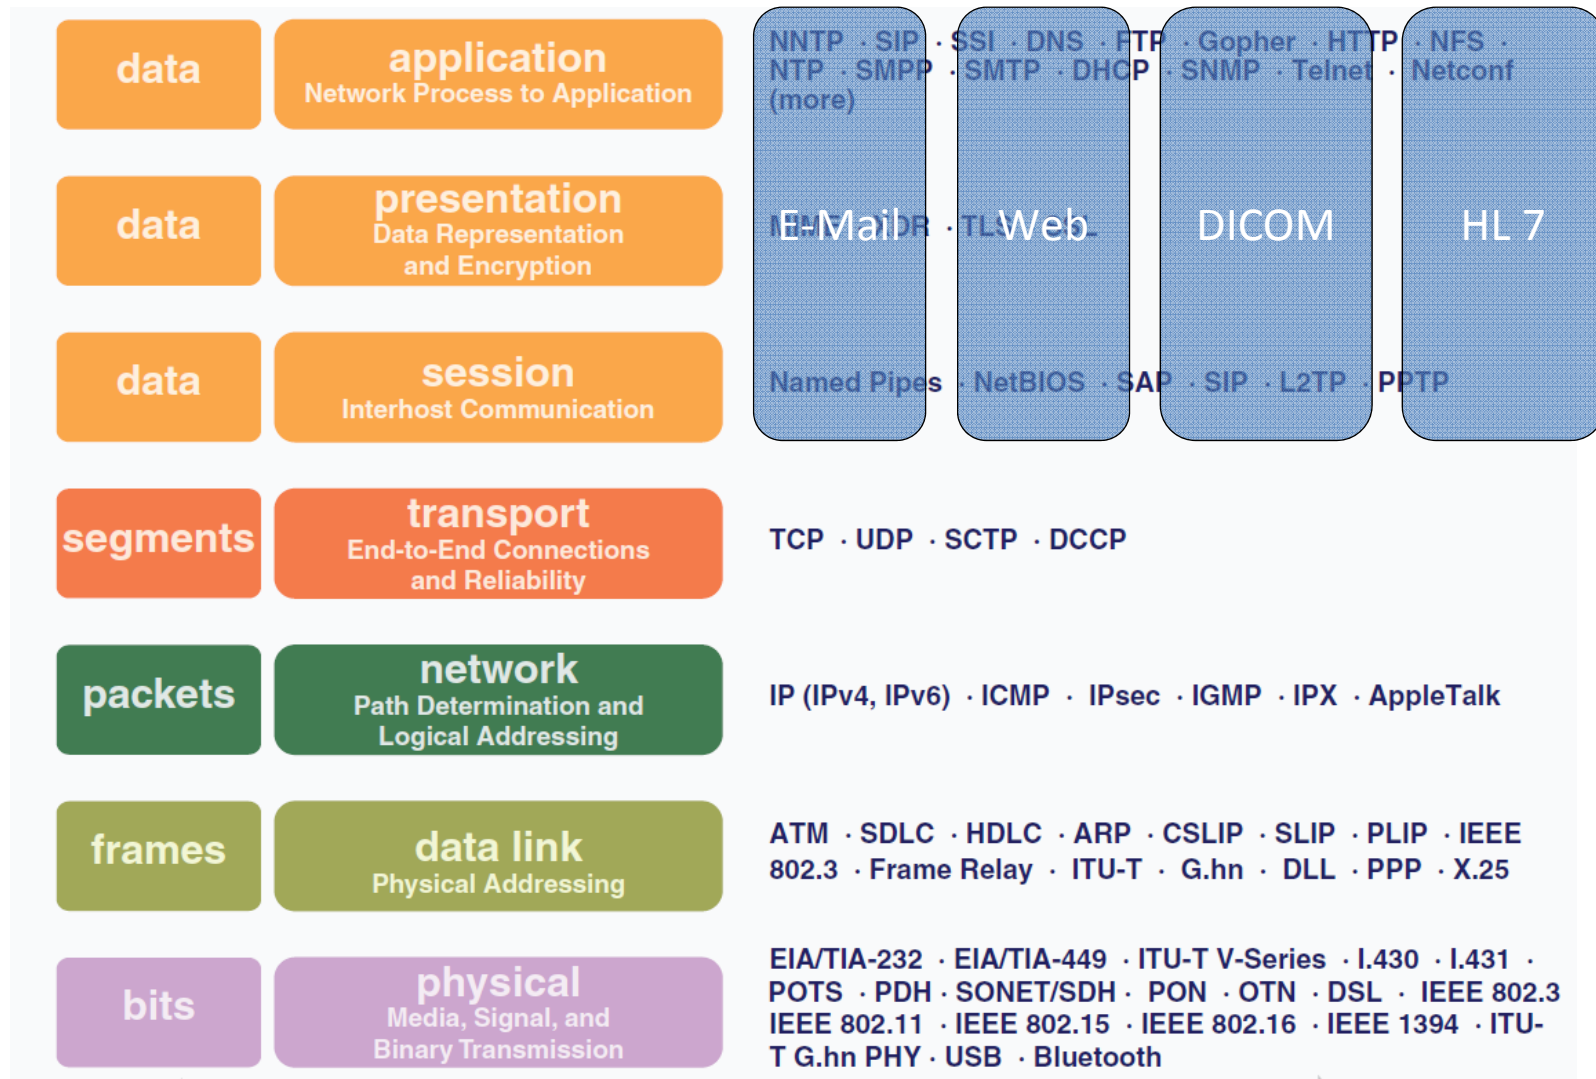 data
application
Network Process to Application
NNTP · SIP · SSI · DNS · FTP · Gopher · HTTP · NFS ·
NTP · SMPP · SMTP · DHCP · SNMP · Telnet · Netconf
(more)
data
presentation
Data Representation
and Encryption
E-Mail
Web
DICOM
HL 7
data
session
Interhost Communication
Named Pipes · NetBIOS · SAP · SIP · L2TP · PPTP
segments
transport
End-to-End Connections
and Reliability
TCP · UDP · SCTP · DCCP
packets
network
Path Determination and
Logical Addressing
IP (IPv4, IPv6) · ICMP · IPsec · IGMP · IPX · AppleTalk
frames
data link
Physical Addressing
ATM · SDLC · HDLC · ARP · CSLIP · SLIP · PLIP · IEEE
802.3 · Frame Relay · ITU-T · G.hn · DLL · PPP · X.25
bits
physical
Media, Signal, and
Binary Transmission
EIA/TIA-232 · EIA/TIA-449 · ITU-T V-Series · I.430 · I.431 ·
POTS · PDH · SONET/SDH · PON · OTN · DSL · IEEE 802.3
IEEE 802.11 · IEEE 802.15 · IEEE 802.16 · IEEE 1394 · ITU-
T G.hn PHY · USB · Bluetooth